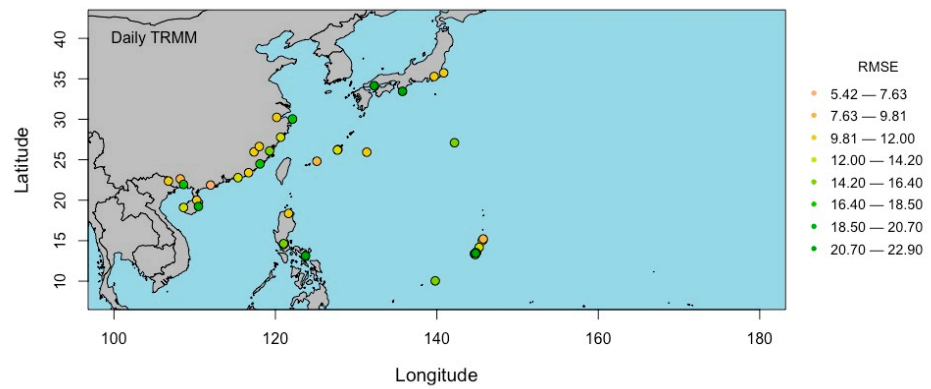 Daily TRMM
40
35
30
25
20
15
10
Latitude
100 120 140 160 180
Longitude
RMSE
5.42 — 7.63
7.63 — 9.81
9.81 — 12.00
12.00 — 14.20
14.20 — 16.40
16.40 — 18.50
18.50 — 20.70
20.70 — 22.90